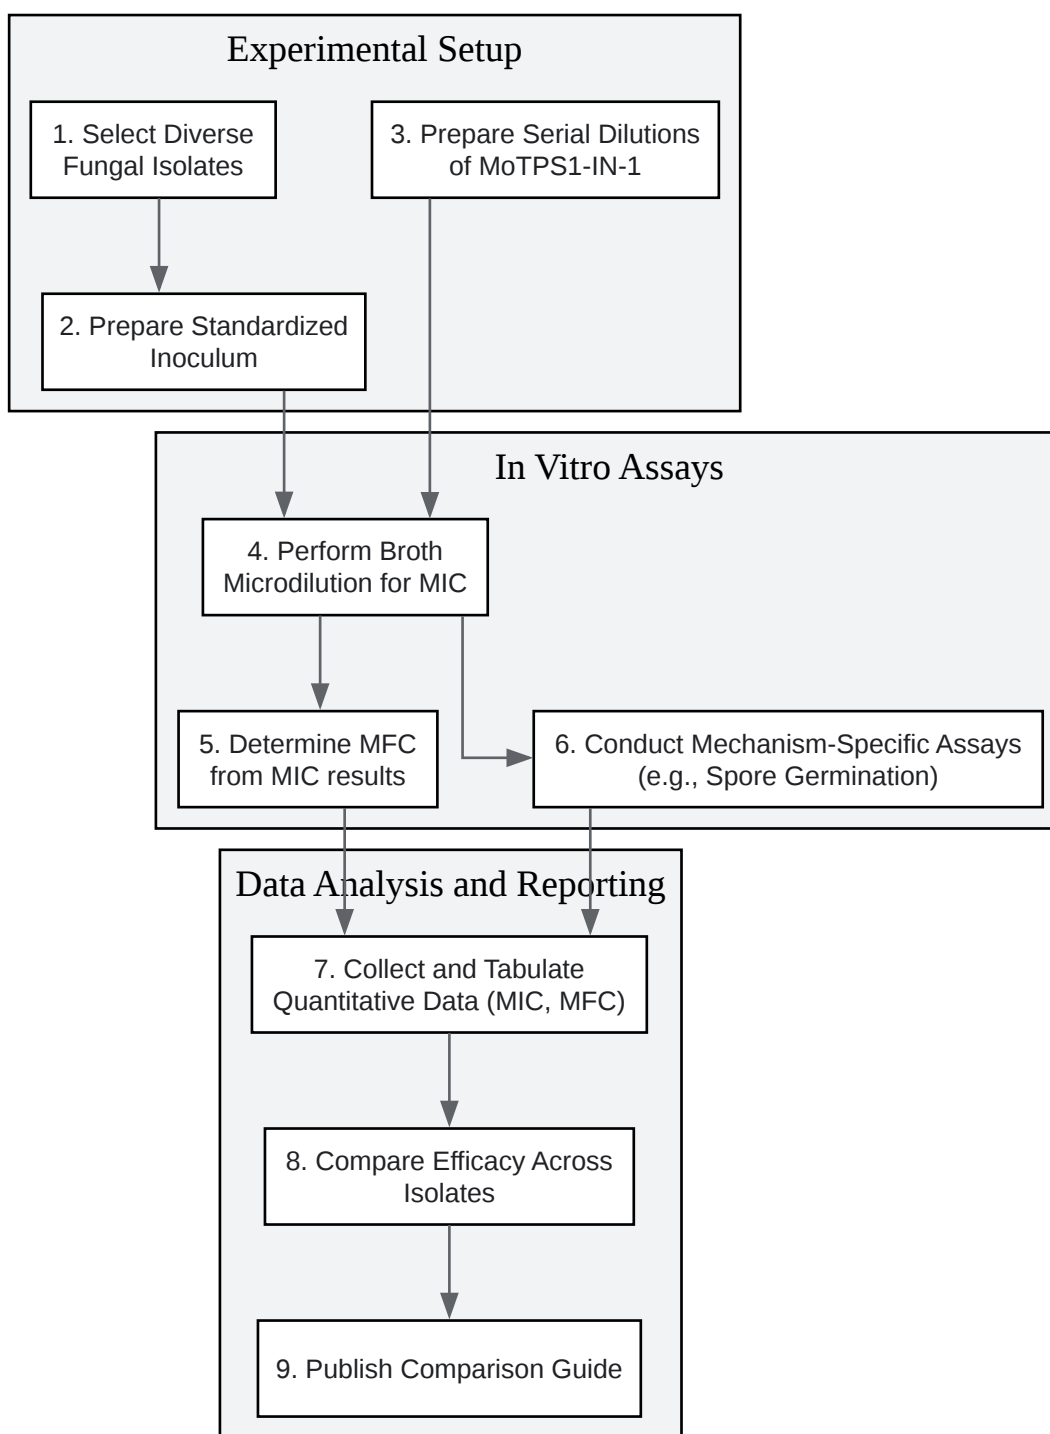 Experimental Setup
1. Select Diverse
Fungal Isolates
3. Prepare Serial Dilutions
of MoTPS1-IN-1
2. Prepare Standardized
Inoculum
In Vitro Assays
4. Perform Broth
Microdilution for MIC
5. Determine MFC
from MIC results
6. Conduct Mechanism-Specific Assays
(e.g., Spore Germination)
Data Analysis and Reporting
7. Collect and Tabulate
Quantitative Data (MIC, MFC)
8. Compare Efficacy Across
Isolates
9. Publish Comparison Guide